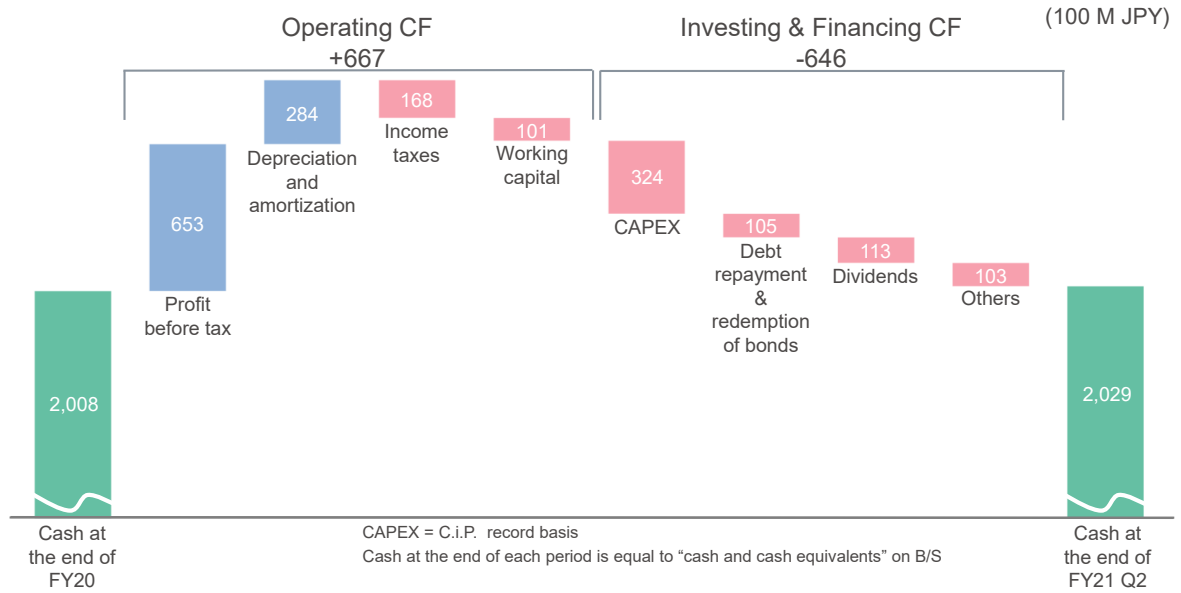 (100 M JPY)
Operating CF
+667
Investing & Financing CF
-646
2,008
Cash at
the end of
FY20
653
Profit
before tax
284
Depreciation
and
amortization
168
Income
taxes
101
Working
capital
324
CAPEX
105
Debt
repayment
&
redemption
of bonds
113
Dividends
103
Others
2,029
Cash at
the end of
FY21 Q2
CAPEX = C.i.P. record basis
Cash at the end of each period is equal to “cash and cash equivalents” on B/S